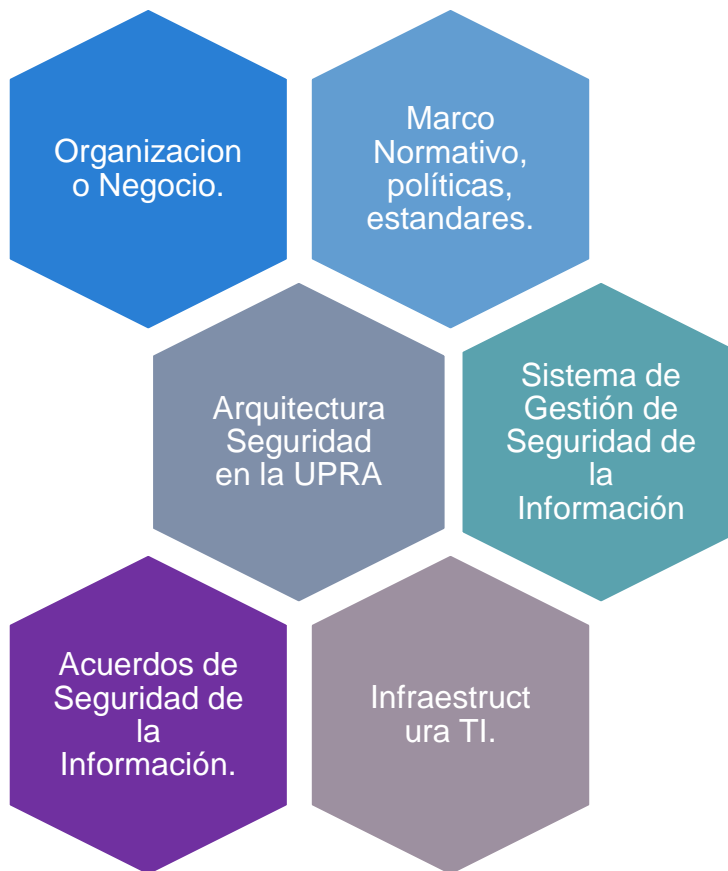 Organizacion
o Negocio.
Marco
Normativo,
políticas,
estandares.
Arquitectura
Seguridad
en la UPRA
Sistema de
Gestión de
Seguridad de
la
Información
Acuerdos de
Seguridad de
la
Información.
Infraestruct
ura TI.